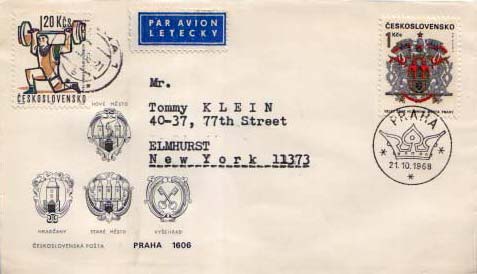 1.20 Kčs
ČESKOSLOVENSKO
PAR AVION
LETECKY
ČESKOSLOVENSKO
1 Kčs
Mr.
Tommy KLEIN
40-37, 77th Street
ELMHURST
New York 11373
PRAHA
21.10.1968
NOVÉ MĚSTO
HRADČANY STARÉ MĚSTO VYŠEHRAD
ČESKOSLOVENSKÁ POŠTA PRAHA 1606